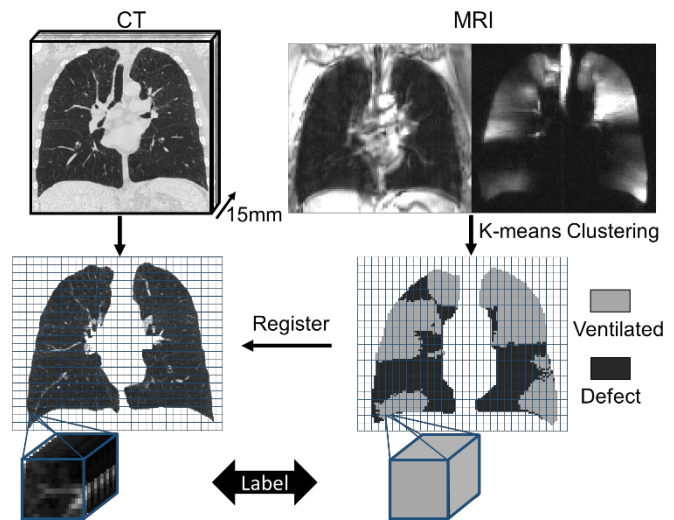 CT
MRI
15mm
K-means Clustering
Register
Ventilated
Defect
Label